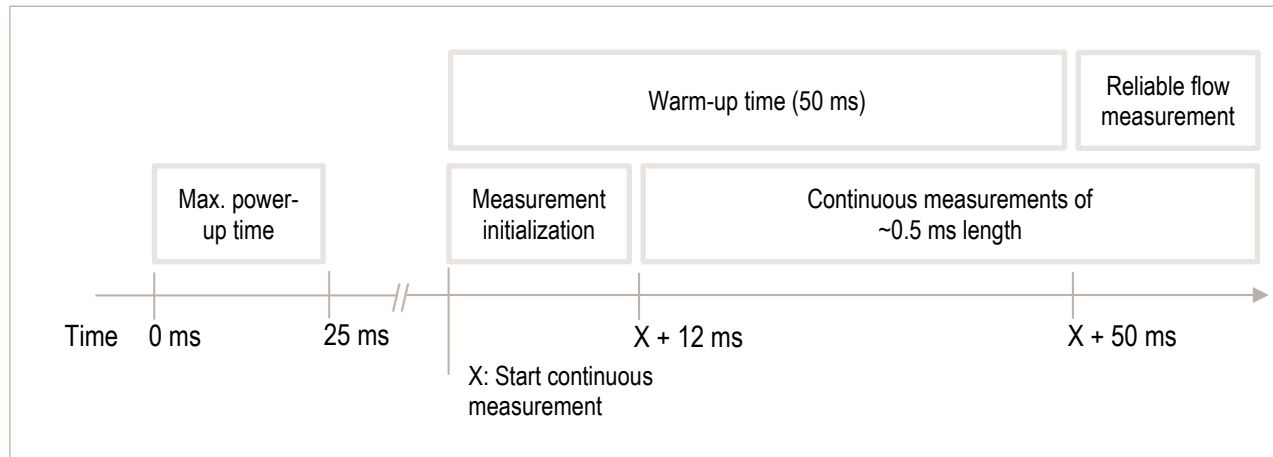 Warm-up time (50 ms)
Reliable flow
measurement
Max. power-
up time
Measurement
initialization
Continuous measurements of
~0.5 ms length
Time
0 ms
25 ms
X + 12 ms
X + 50 ms
X: Start continuous
measurement